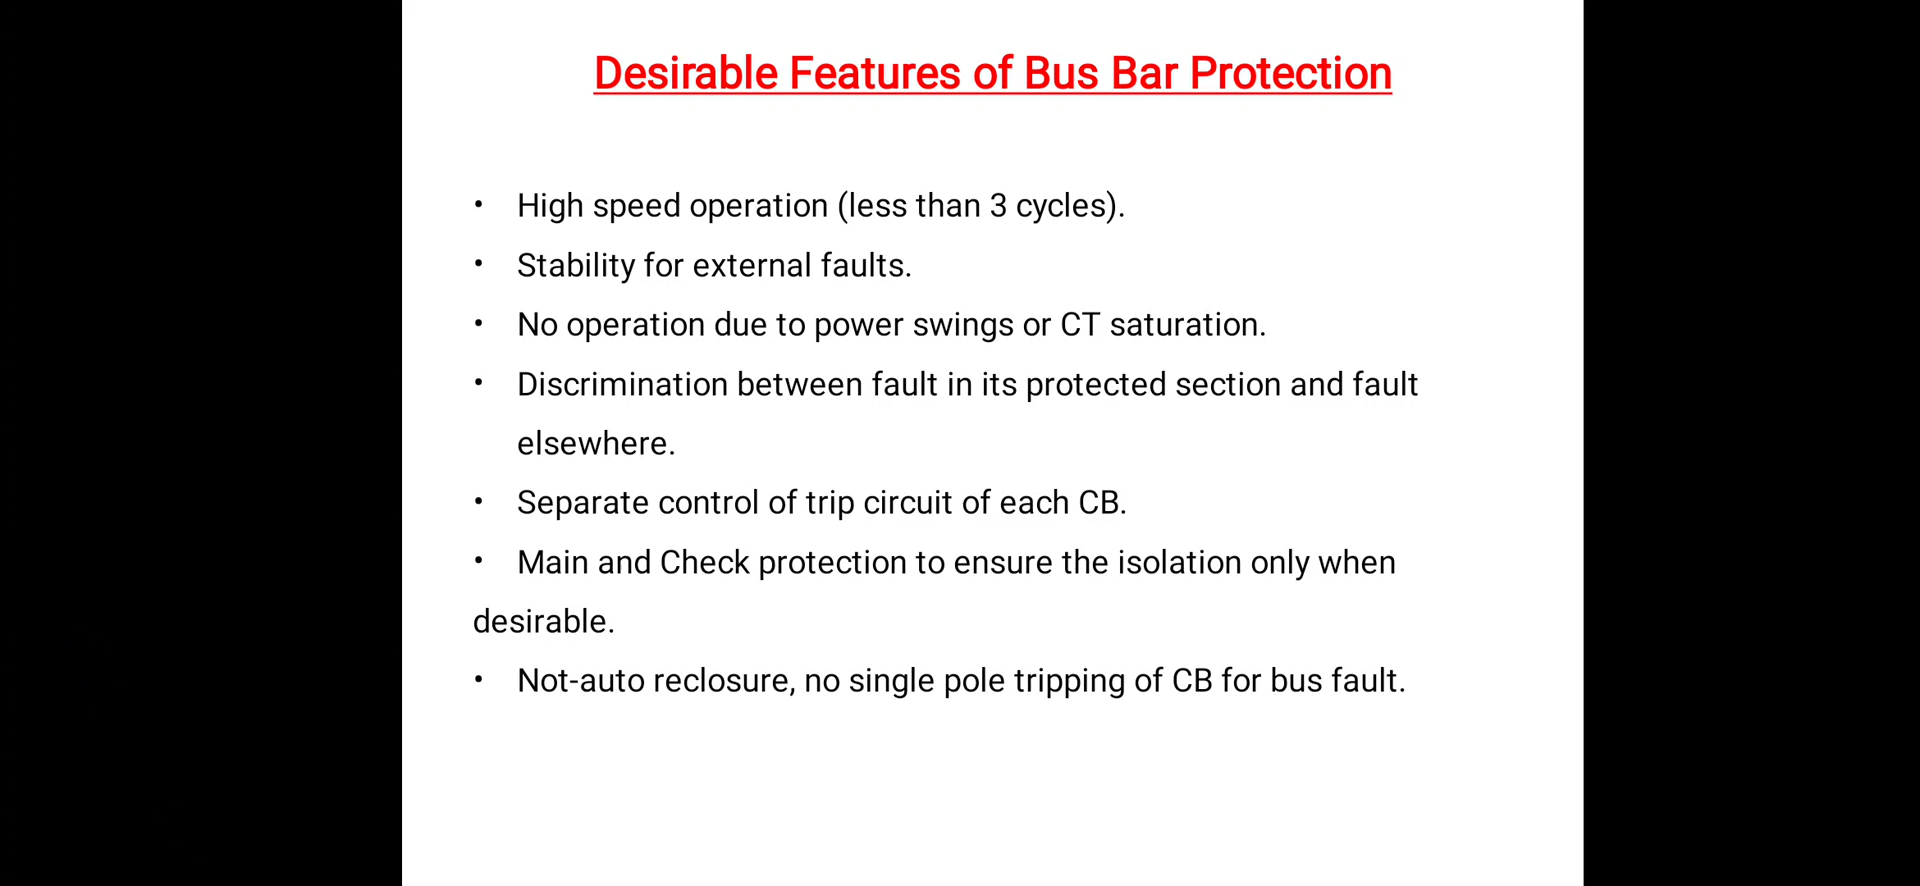 Desirable Features of Bus Bar Protection
• High speed operation (less than 3 cycles).
• Stability for external faults.
• No operation due to power swings or CT saturation.
• Discrimination between fault in its protected section and fault
elsewhere.
• Separate control of trip circuit of each CB.
• Main and Check protection to ensure the isolation only when
desirable.
• Not-auto reclosure, no single pole tripping of CB for bus fault.